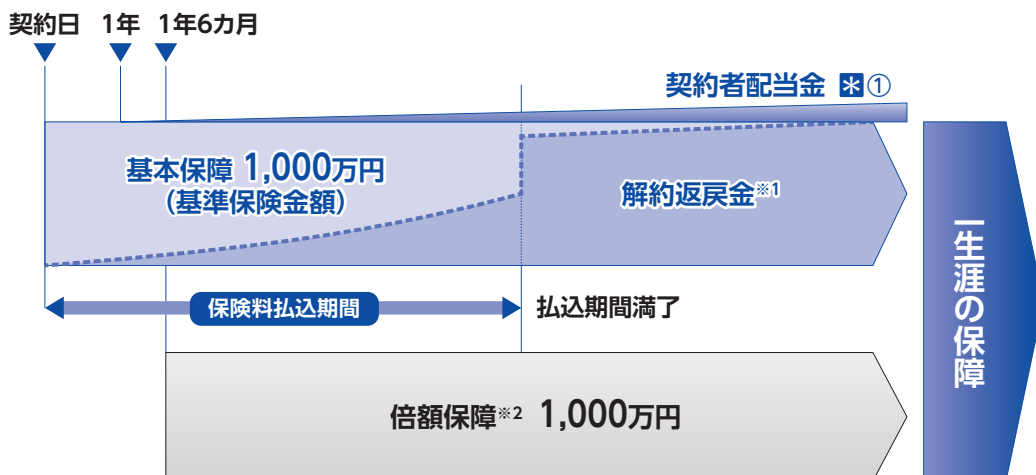 契約日 1年 1年6カ月
契約者配当金 *①
基本保障 1,000万円
(基準保険金額)
解約返戻金※1
一生涯の保障
保険料払込期間
払込期間満了
倍額保障※2 1,000万円